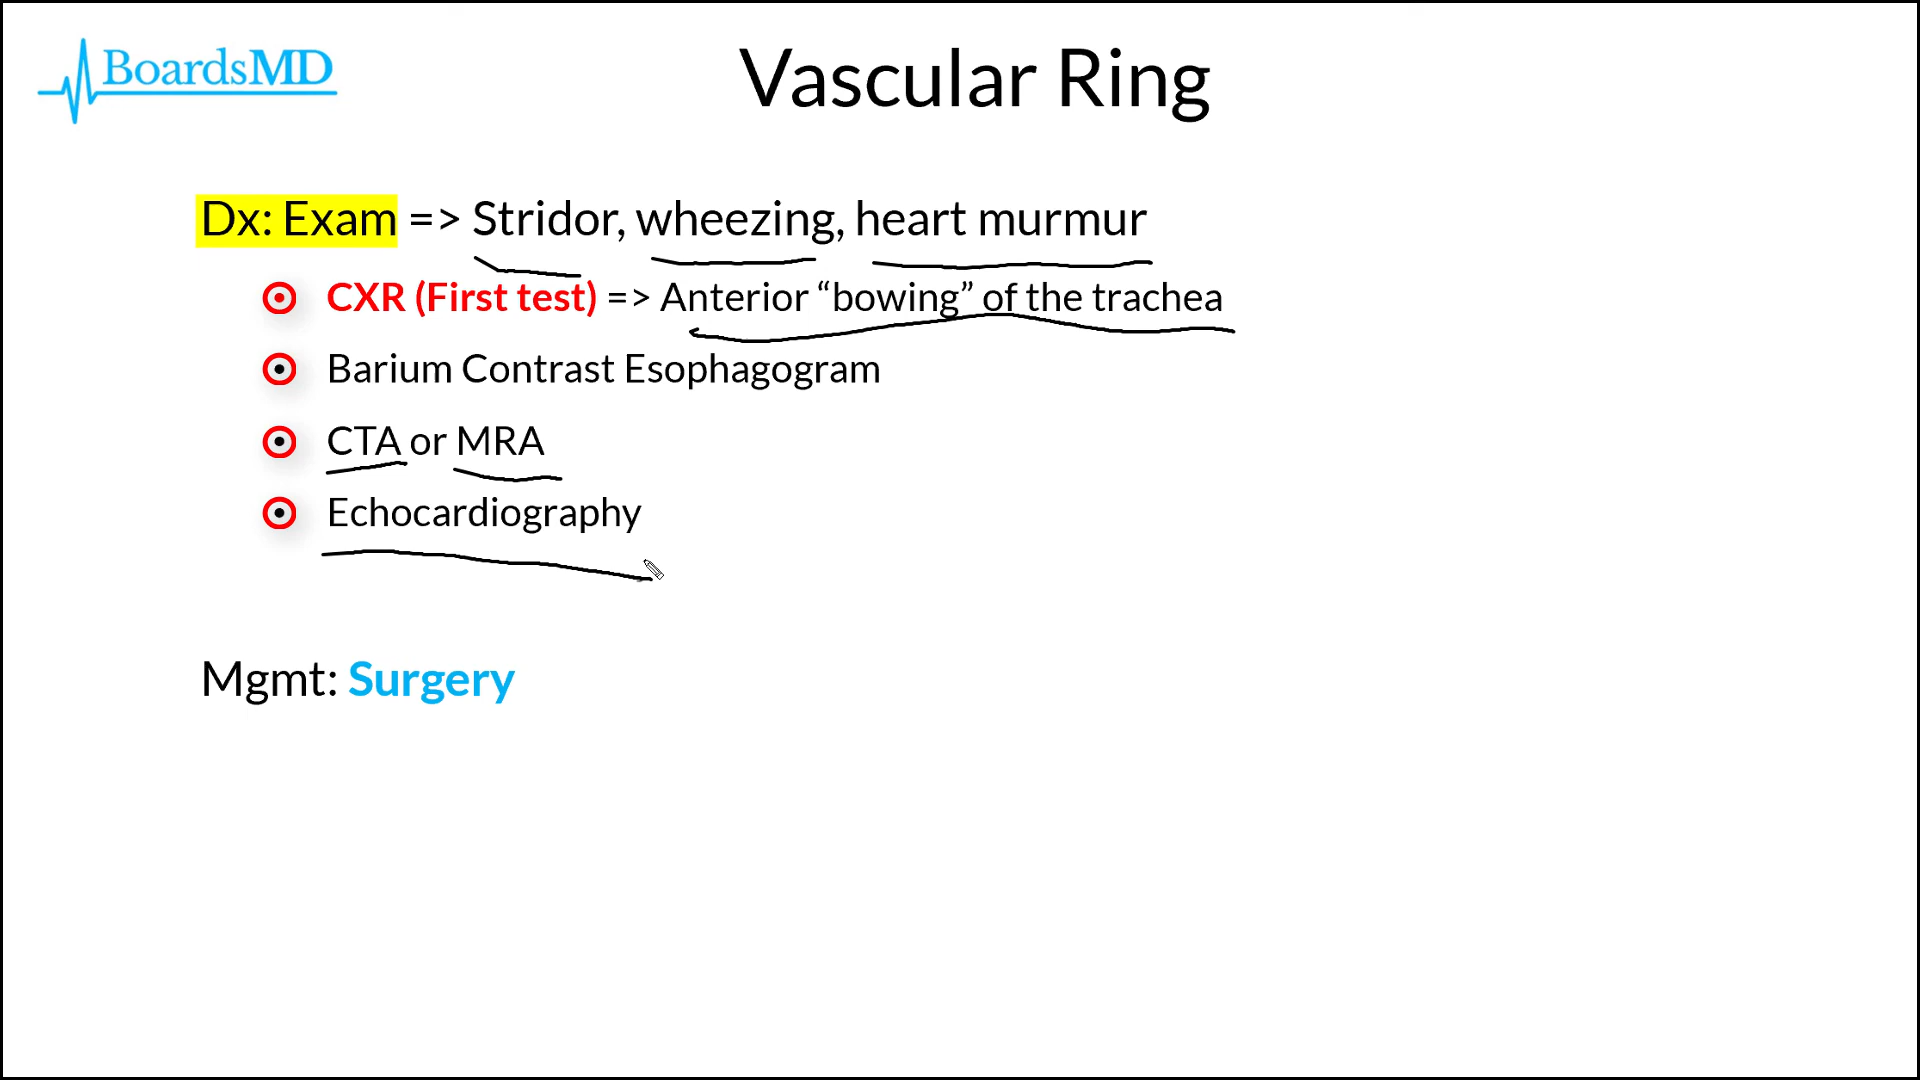 BoardsMD
Vascular Ring
Dx: Exam => Stridor, wheezing, heart murmur
CXR (First test) => Anterior “bowing” of the trachea
Barium Contrast Esophagogram
CTA or MRA
Echocardiography
Mgmt: Surgery